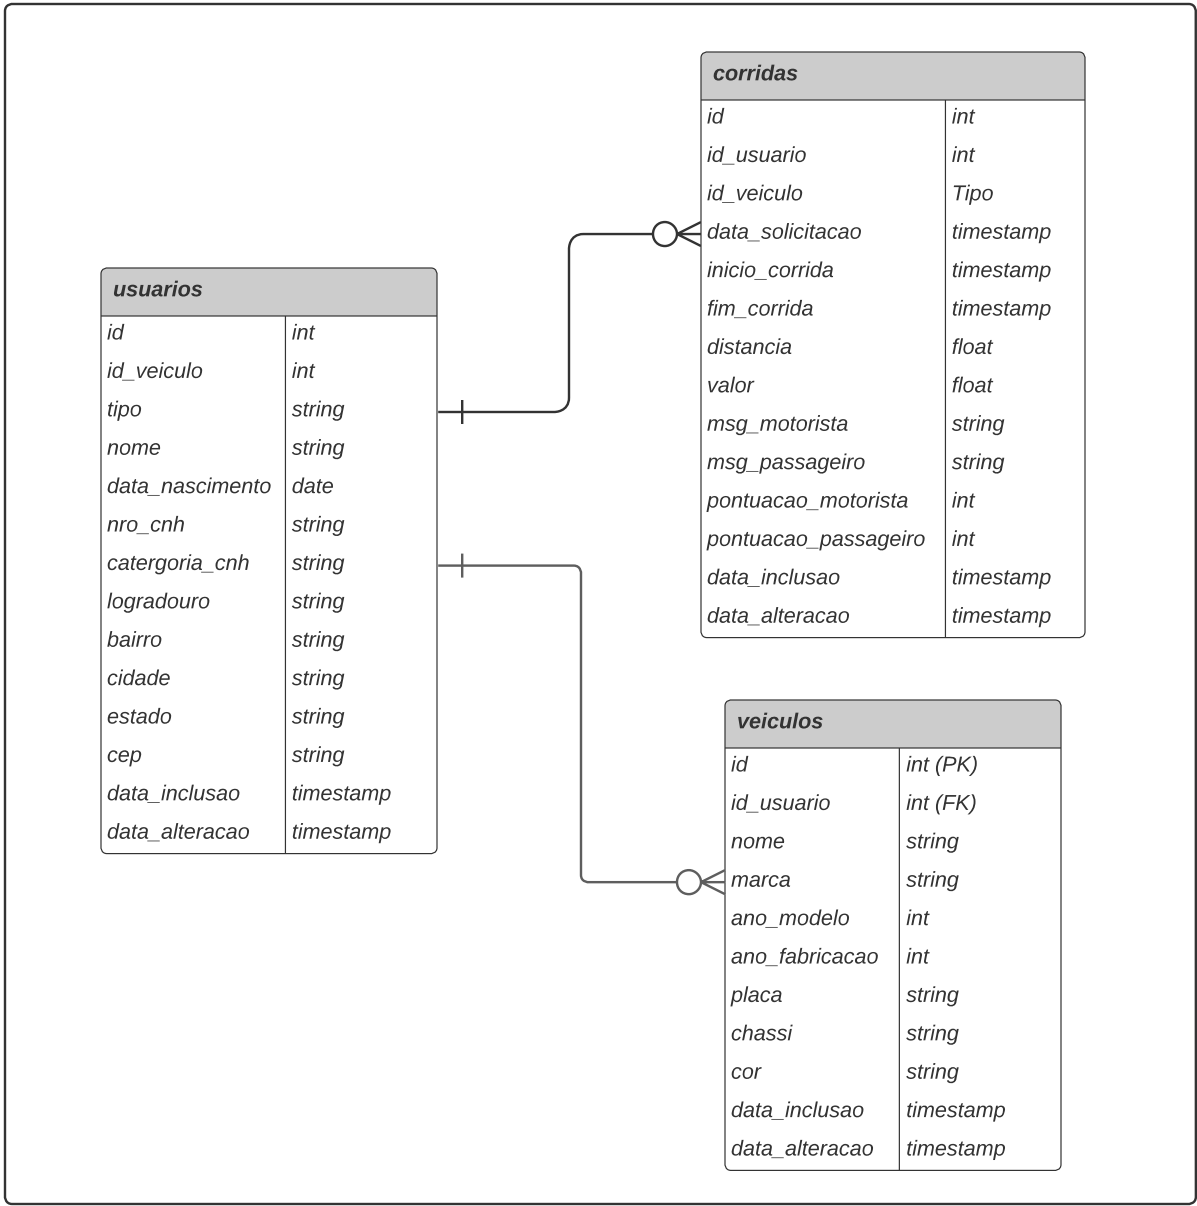 corridas
id int
id_usuario int
id_veiculo Tipo
data_solicitacao timestamp
inicio_corrida timestamp
fim_corrida timestamp
distancia float
valor float
msg_motorista string
msg_passageiro string
pontuacao_motorista int
pontuacao_passageiro int
data_inclusao timestamp
data_alteracao timestamp
usuarios
id int
id_veiculo int
tipo string
nome string
data_nascimento date
nro_cnh string
catergoria_cnh string
logradouro string
bairro string
cidade string
estado string
cep string
data_inclusao timestamp
data_alteracao timestamp
veiculos
id int (PK)
id_usuario int (FK)
nome string
marca string
ano_modelo int
ano_fabricacao int
placa string
chassi string
cor string
data_inclusao timestamp
data_alteracao timestamp